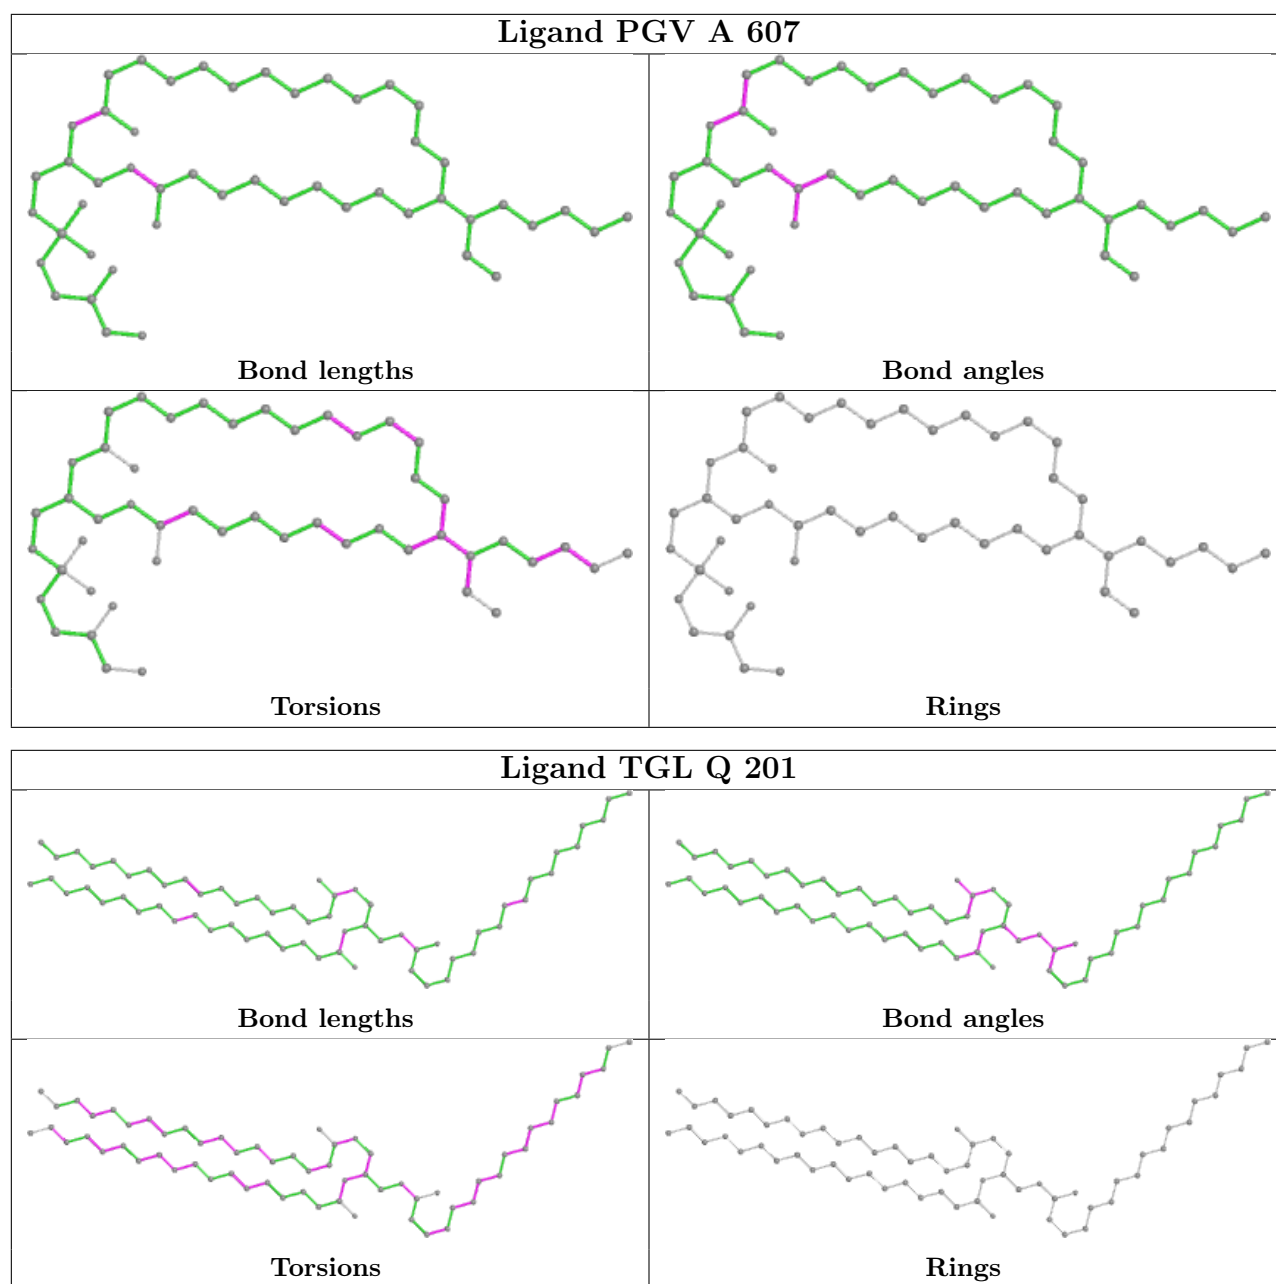 Ligand PGV A 607
Bond lengths
Bond angles
Torsions
Rings
Ligand TGL Q 201
Bond lengths
Bond angles
Torsions
Rings